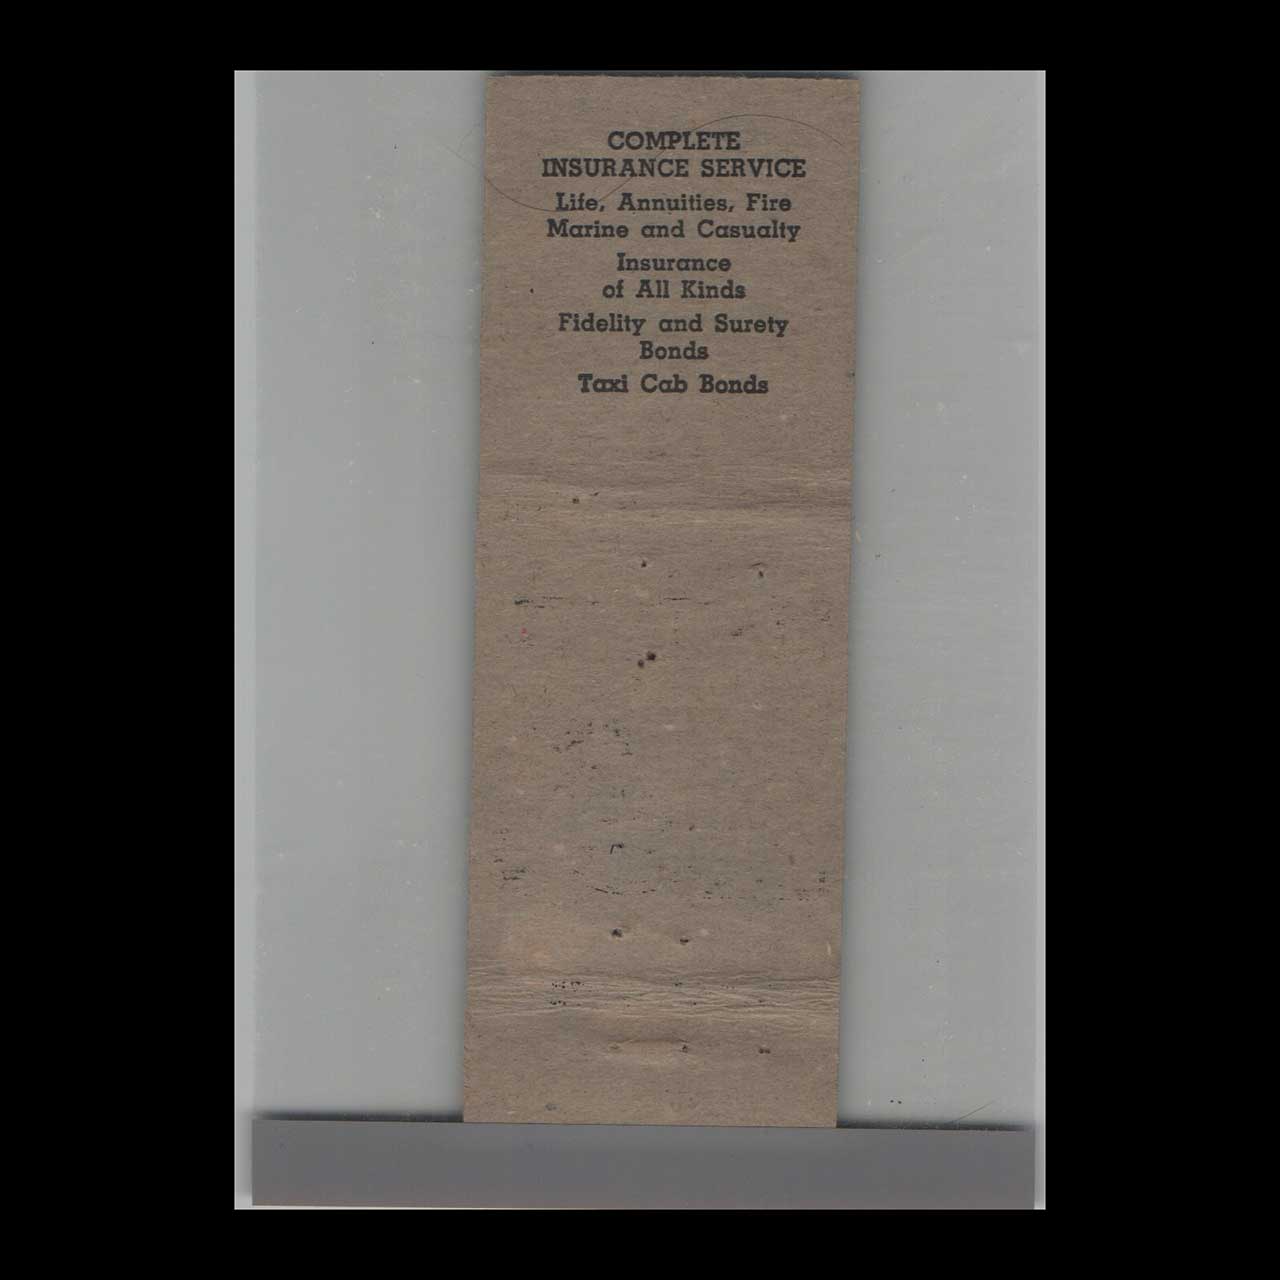 COMPLETE
INSURANCE SERVICE
Life, Annuities, Fire
Marine and Casualty
Insurance
of All Kinds
Fidelity and Surety
Bonds
Taxi Cab Bonds